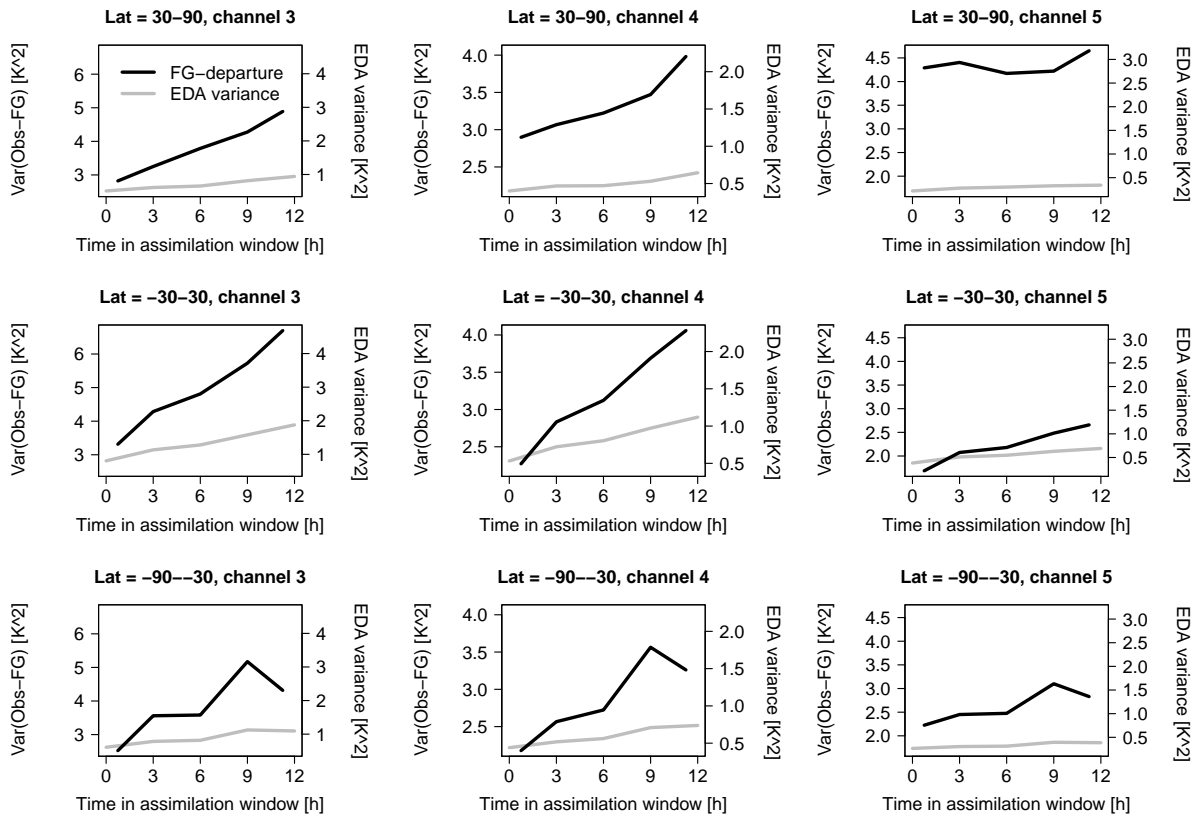 Lat = 30−90, channel 3
Var(Obs−FG) [K^2]
6
5
4
3
FG−departure
EDA variance
4
3
2
1
EDA variance [K^2]
0 3 6 9 12
Time in assimilation window [h]
Lat = 30−90, channel 4
Var(Obs−FG) [K^2]
4.0
3.5
3.0
2.5
2.0
1.5
1.0
0.5
EDA variance [K^2]
0 3 6 9 12
Time in assimilation window [h]
Lat = 30−90, channel 5
Var(Obs−FG) [K^2]
4.5
4.0
3.5
3.0
2.5
2.0
3.0
2.5
2.0
1.5
1.0
0.5
EDA variance [K^2]
0 3 6 9 12
Time in assimilation window [h]
Lat = −30−30, channel 3
Var(Obs−FG) [K^2]
6
5
4
3
4
3
2
1
EDA variance [K^2]
0 3 6 9 12
Time in assimilation window [h]
Lat = −30−30, channel 4
Var(Obs−FG) [K^2]
4.0
3.5
3.0
2.5
2.0
1.5
1.0
0.5
EDA variance [K^2]
0 3 6 9 12
Time in assimilation window [h]
Lat = −30−30, channel 5
Var(Obs−FG) [K^2]
4.5
4.0
3.5
3.0
2.5
2.0
3.0
2.5
2.0
1.5
1.0
0.5
EDA variance [K^2]
0 3 6 9 12
Time in assimilation window [h]
Lat = −90−−30, channel 3
Var(Obs−FG) [K^2]
6
5
4
3
4
3
2
1
EDA variance [K^2]
0 3 6 9 12
Time in assimilation window [h]
Lat = −90−−30, channel 4
Var(Obs−FG) [K^2]
4.0
3.5
3.0
2.5
2.0
1.5
1.0
0.5
EDA variance [K^2]
0 3 6 9 12
Time in assimilation window [h]
Lat = −90−−30, channel 5
Var(Obs−FG) [K^2]
4.5
4.0
3.5
3.0
2.5
2.0
3.0
2.5
2.0
1.5
1.0
0.5
EDA variance [K^2]
0 3 6 9 12
Time in assimilation window [h]